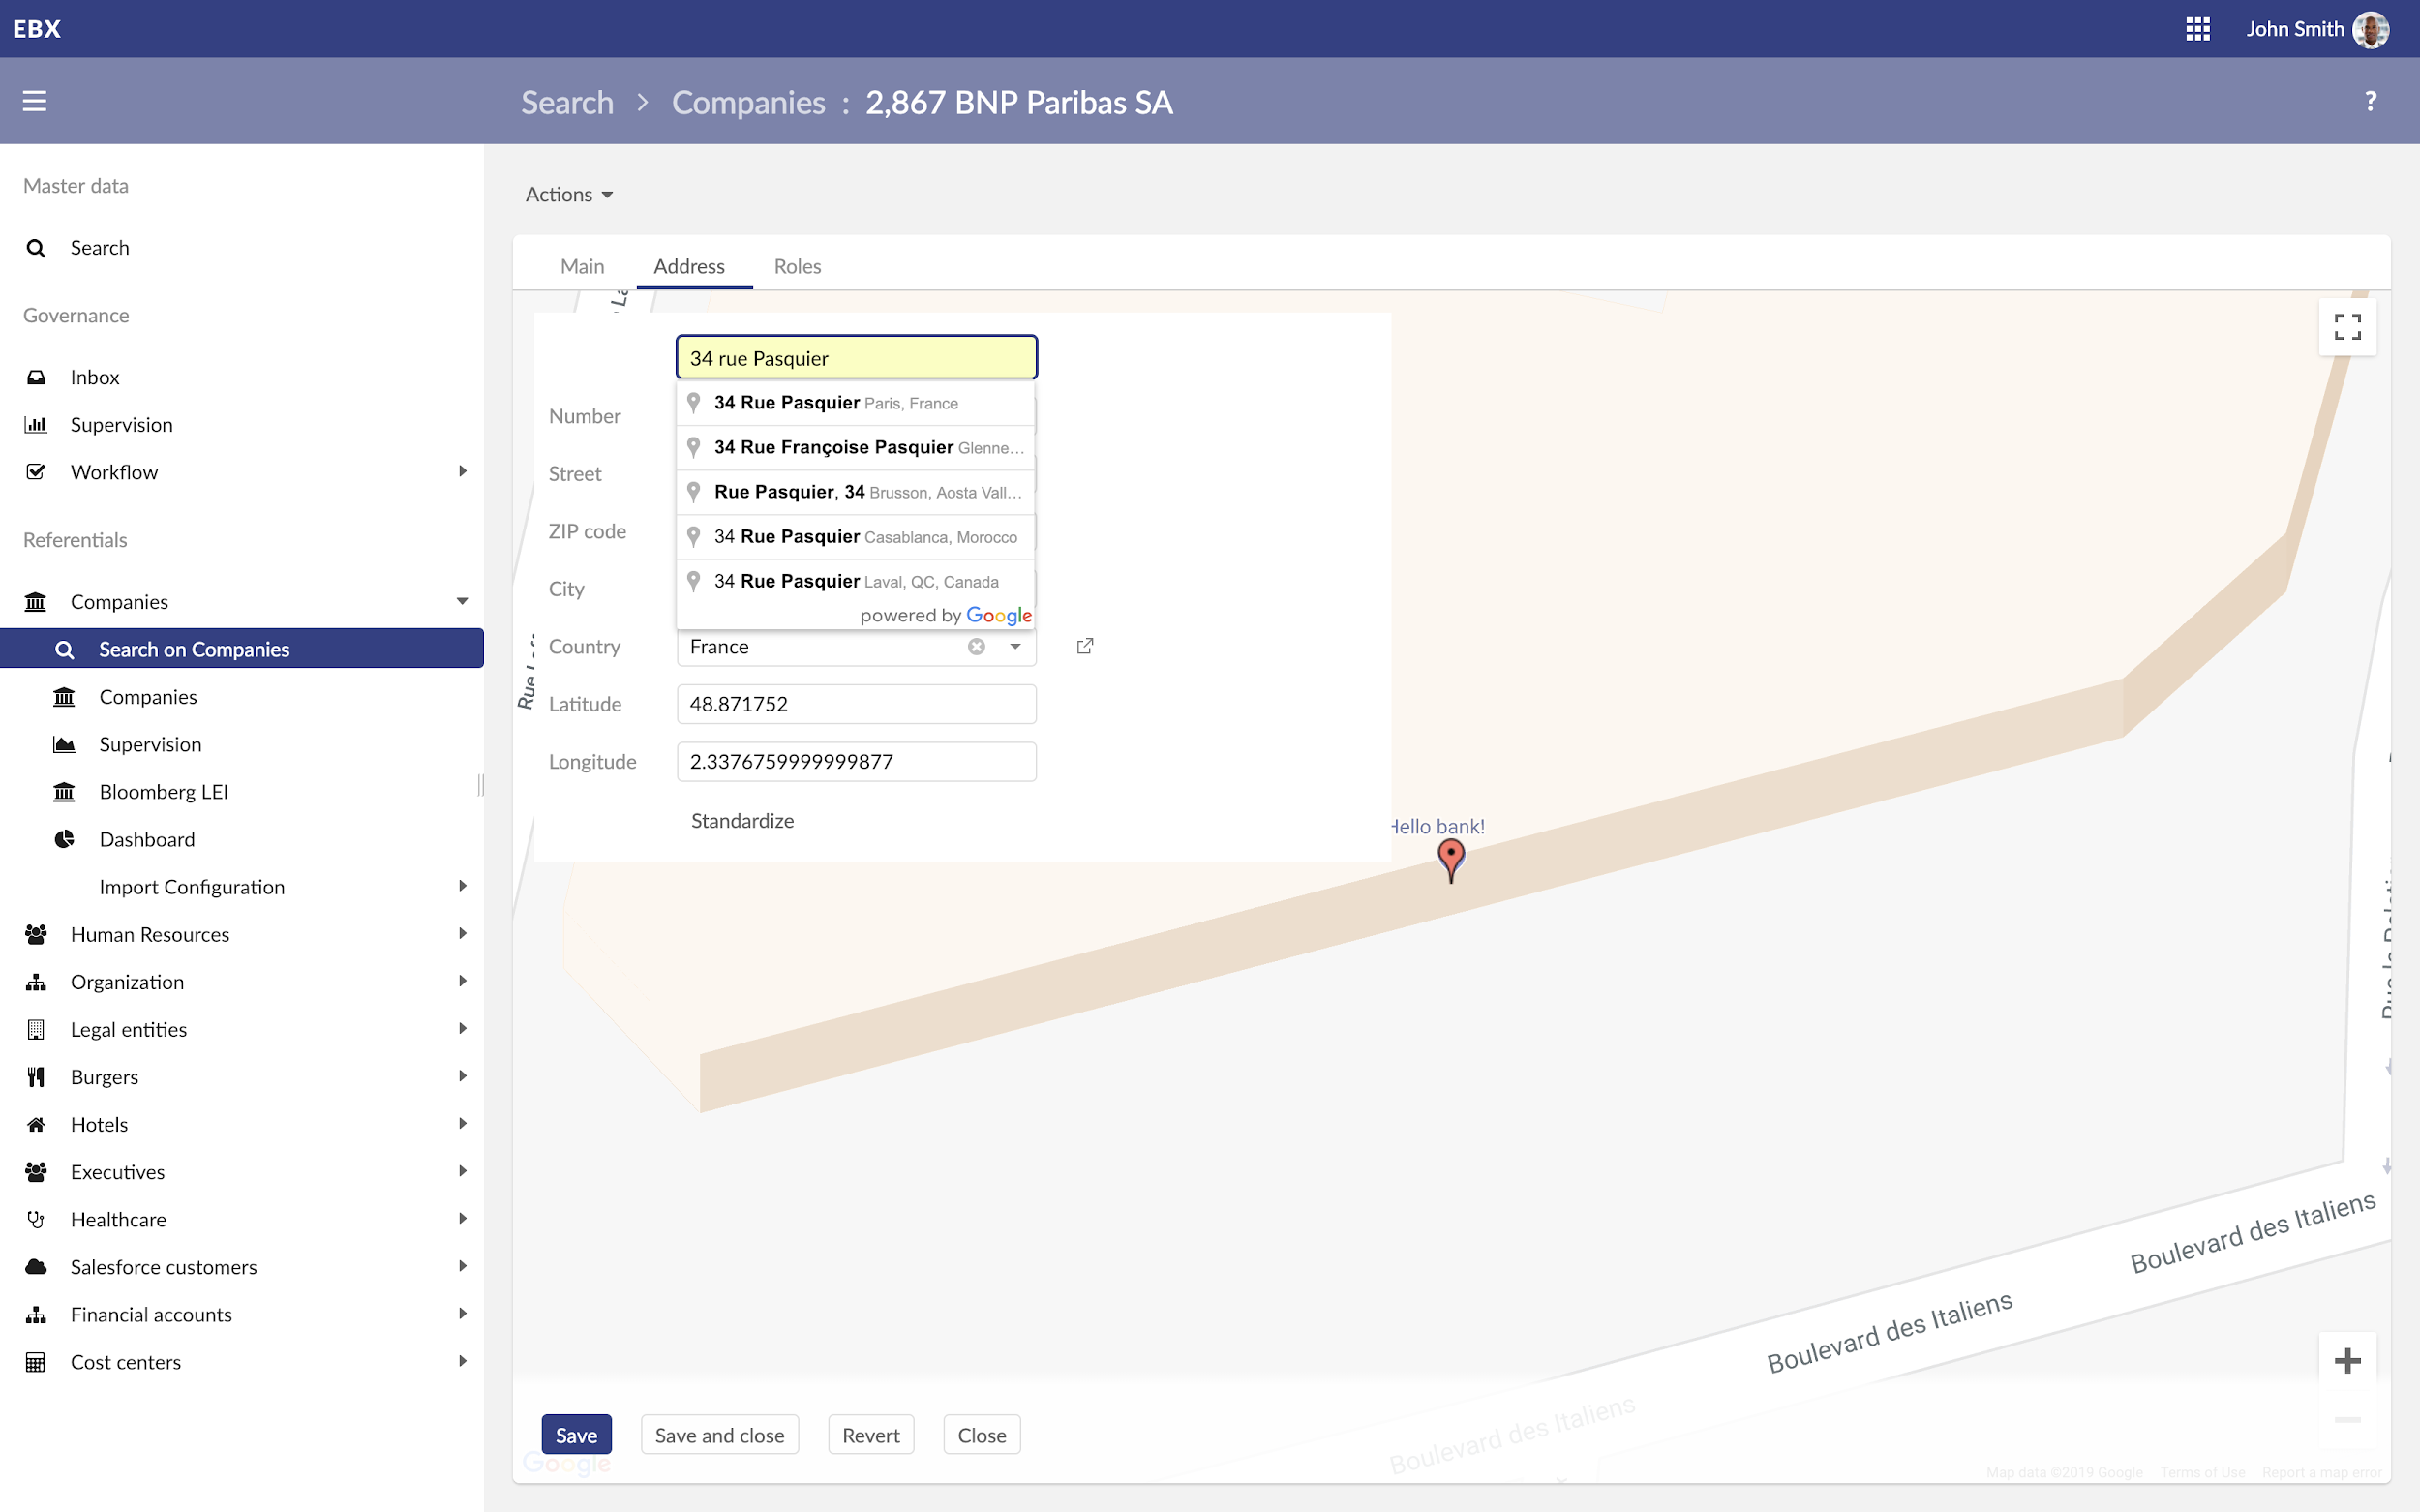 EBX
John Smith
Search > Companies : 2,867 BNP Paribas SA
?
Master data
Search
Governance
Inbox
Supervision
Workflow
Referentials
Companies
Search on Companies
Companies
Supervision
Bloomberg LEI
Dashboard
Import Configuration
Human Resources
Organization
Legal entities
Burgers
Hotels
Executives
Healthcare
Salesforce customers
Financial accounts
Cost centers
Actions
Main
Address
Roles
34 rue Pasquier
34 Rue Pasquier Paris, France
34 Rue Françoise Pasquier Glenne...
Rue Pasquier, 34 Brusson, Aosta Vall...
34 Rue Pasquier Casablanca, Morocco
34 Rue Pasquier Laval, QC, Canada
powered by Google
Number
Street
ZIP code
City
Country
France
Latitude
48.871752
Longitude
2.3376759999999877
Standardize
Hello bank!
Rue
Boulevard des Italiens
Boulevard des Italiens
Boulevard des Italiens
Save
Save and close
Revert
Close
Google
Map data ©2019 Google
Terms of Use
Report a map error